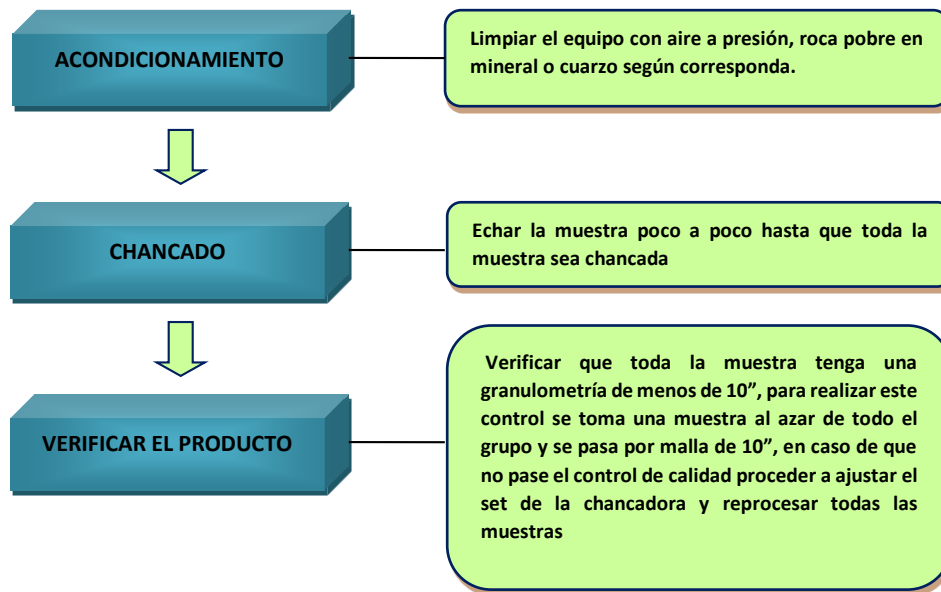 ACONDICIONAMIENTO
Limpiar el equipo con aire a presión, roca pobre en
mineral o cuarzo según corresponda.
CHANCADO
Echar la muestra poco a poco hasta que toda la
muestra sea chancada
VERIFICAR EL PRODUCTO
Verificar que toda la muestra tenga una
granulometría de menos de 10”, para realizar este
control se toma una muestra al azar de todo el
grupo y se pasa por malla de 10”, en caso de que
no pase el control de calidad proceder a ajustar el
set de la chancadora y reprocesar todas las
muestras